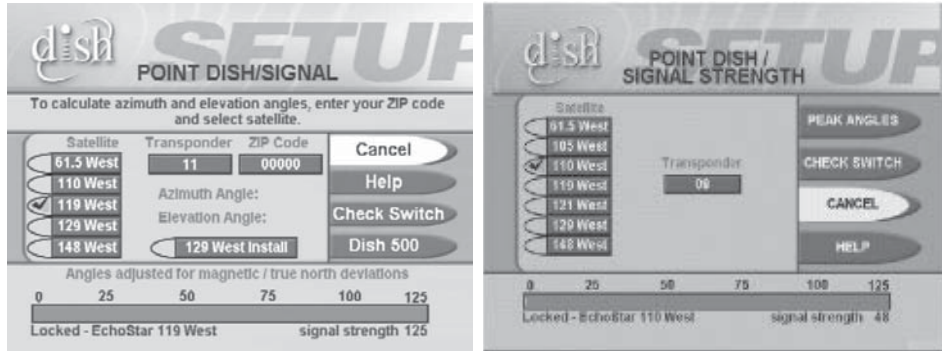 dish
SETUP
POINT DISH/SIGNAL
To calculate azimuth and elevation angles, enter your ZIP code
and select satellite.
Satellite Transponder ZIP Code
61.5 West 11 00000
110 West
119 West
129 West
148 West
Azimuth Angle:
Elevation Angle:
129 West Install
Cancel
Help
Check Switch
Dish 500
Angles adjusted for magnetic / true north deviations
0 25 50 75 100 125
Locked - EchoStar 119 West signal strength 125
dish
SETUP
POINT DISH /
SIGNAL STRENGTH
Satellite
61.5 West
105 West
110 West
119 West
121 West
129 West
148 West
Transponder
PEAK ANGLES
CHECK SWITCH
CANCEL
HELP
0 25 50 75 100 125
Locked - EchoStar 110 West signal strength 48